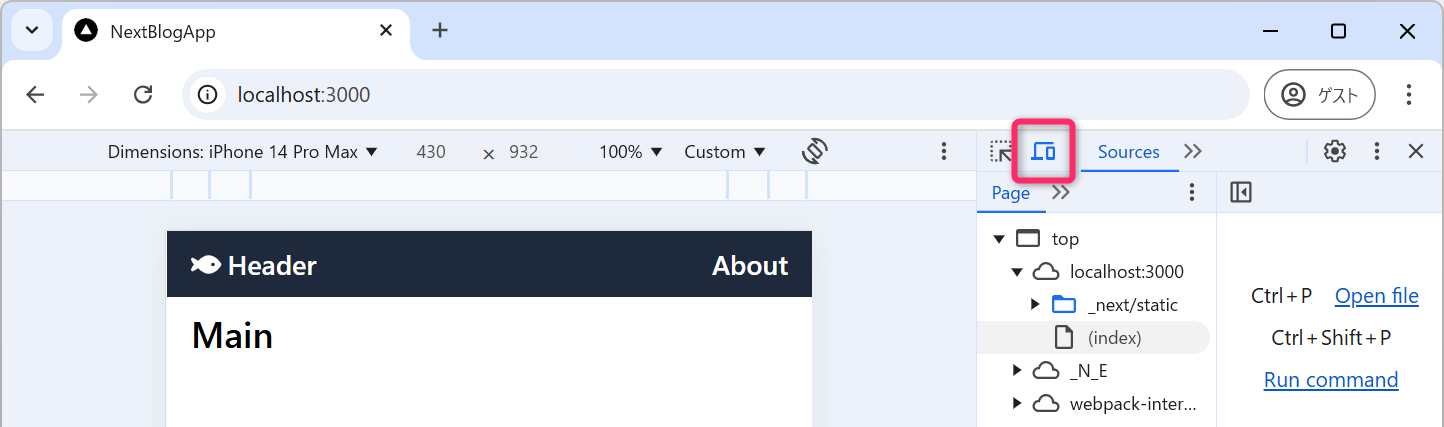 NextBlogApp
localhost:3000
ゲスト
Dimensions: iPhone 14 Pro Max 430 × 932 100% Custom
Sources
Page
Header About
Main
top
localhost:3000
_next/static
(index)
_N_E
webpack-inter...
Ctrl+P Open file
Ctrl+Shift+P
Run command